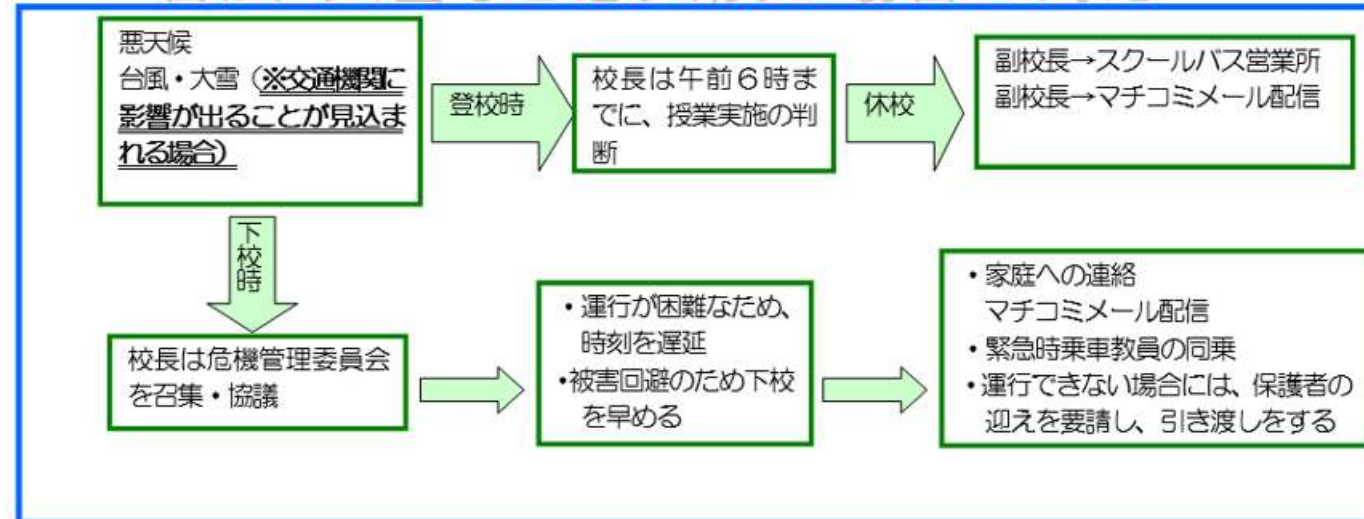 悪天候
台風・大雪（※交通機関に
影響が出ることが見込ま
れる場合）
登校時
校長は午前６時ま
でに、授業実施の判
断
休校
副校長→スクールバス営業所
副校長→マチコミメール配信
下校時
校長は危機管理委員会
を召集・協議
・運行が困難なため、
時刻を遅延
・被害回避のため下校
を早める
・家庭への連絡
マチコミメール配信
・緊急時乗車教員の同乗
・運行できない場合には、保護者の
迎えを要請し、引き渡しをする